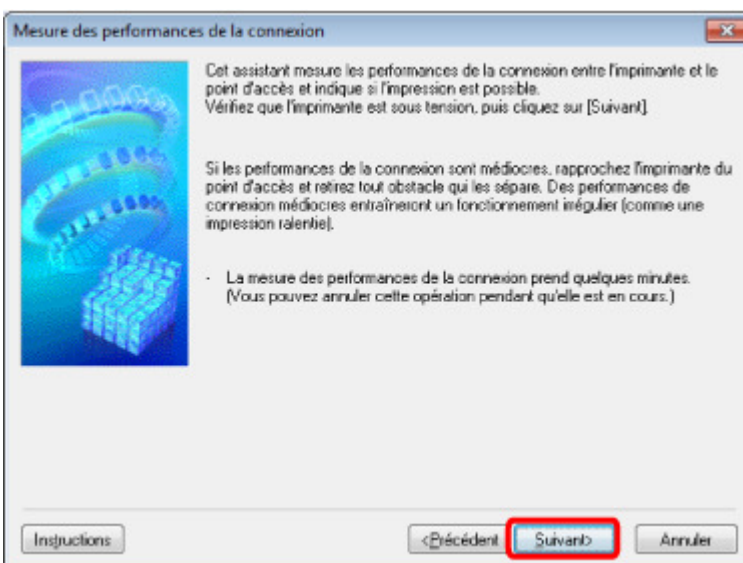 Mesure des performances de la connexion
Cet assistant mesure les performances de la connexion entre l'imprimante et le
point d'accès et indique si l'impression est possible.
Vérifiez que l'imprimante est sous tension, puis cliquez sur [Suivant].
Si les performances de la connexion sont médiocres, rapprochez l'imprimante du
point d'accès et retirez tout obstacle qui les sépare. Des performances de
connexion médiocres entraîneront un fonctionnement irrégulier (comme une
impression ralentie).
- La mesure des performances de la connexion prend quelques minutes.
(Vous pouvez annuler cette opération pendant qu'elle est en cours.)
Instructions
<Précédent
Suivant>
Annuler